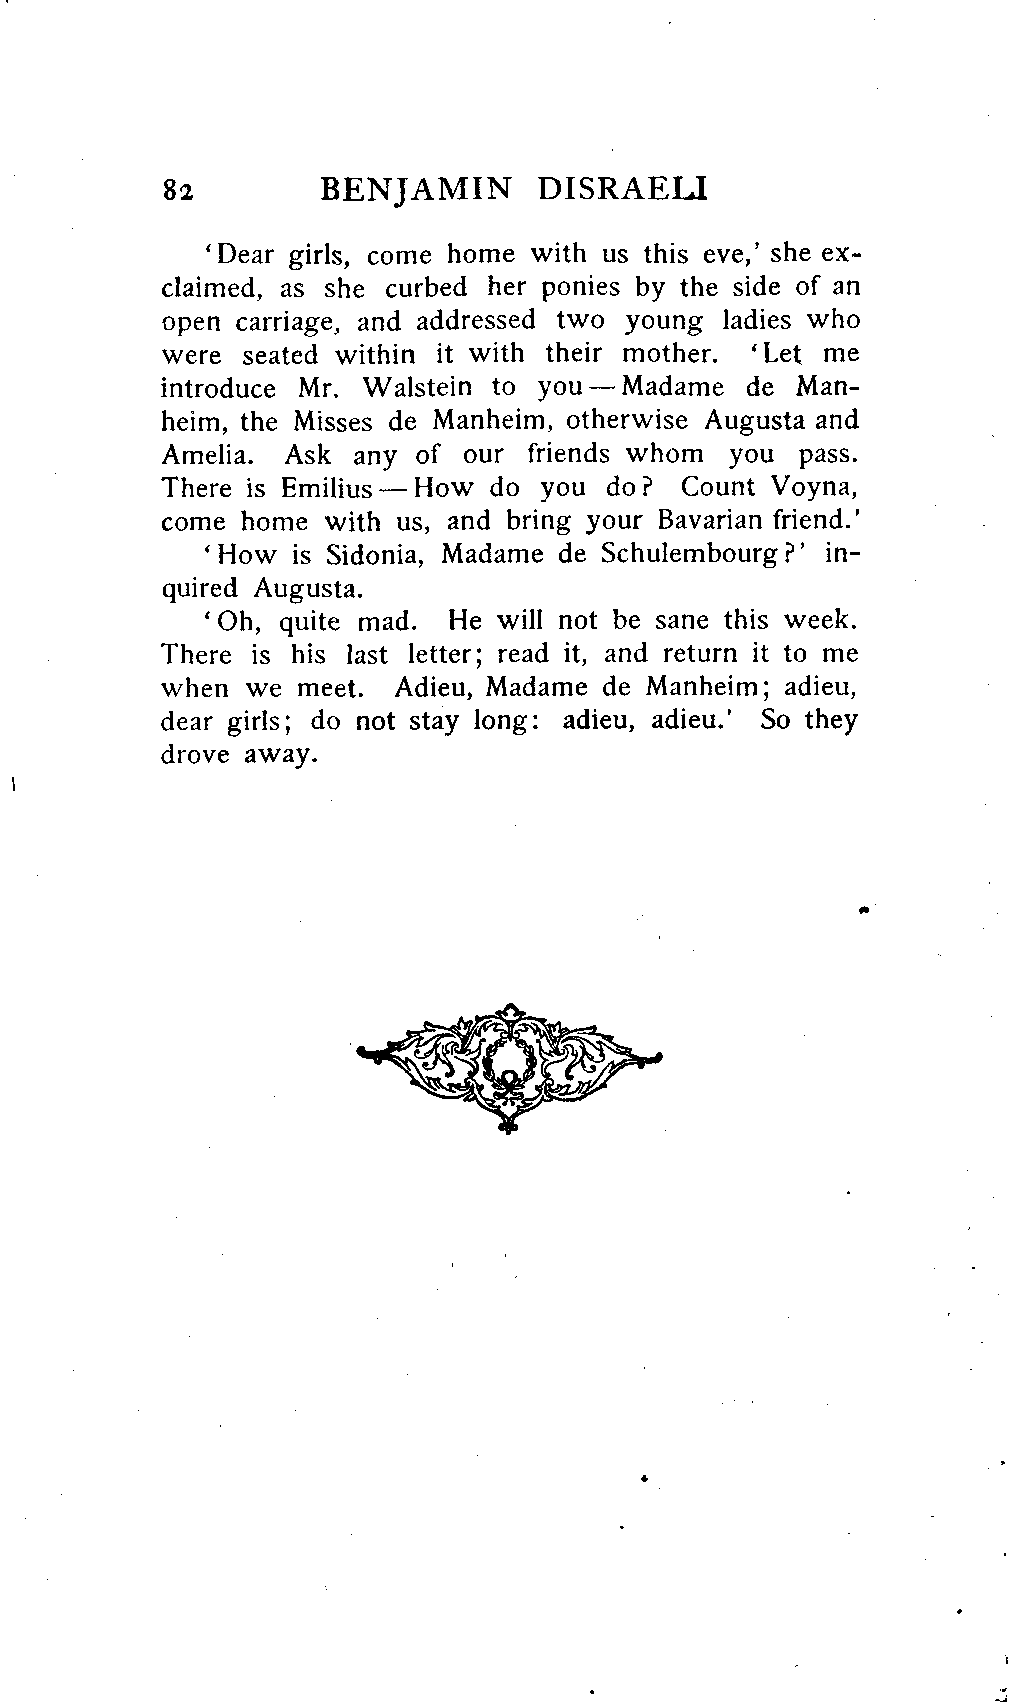 82 BENJAMIN DISRAELI
‘Dear girls, come home with us this eve,’ she ex-
claimed, as she curbed her ponies by the side of an
open carriage, and addressed two young ladies who
were seated within it with their mother. ‘Let me
introduce Mr. Walstein to you — Madame de Man-
heim, the Misses de Manheim, otherwise Augusta and
Amelia. Ask any of our friends whom you pass.
There is Emilius — How do you do? Count Voyna,
come home with us, and bring your Bavarian friend.’
‘How is Sidonia, Madame de Schulembourg?’ in-
quired Augusta.
‘Oh, quite mad. He will not be sane this week.
There is his last letter; read it, and return it to me
when we meet. Adieu, Madame de Manheim; adieu,
dear girls; do not stay long: adieu, adieu.’ So they
drove away.